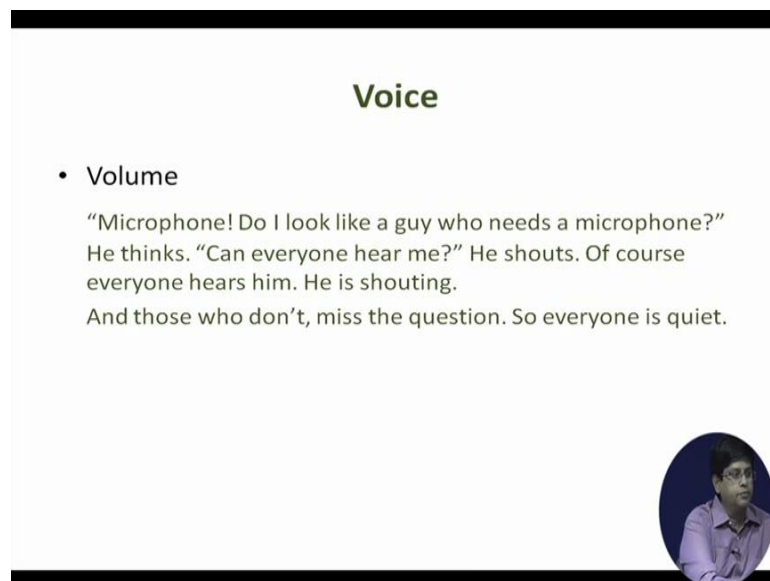 Voice
• Volume
“Microphone! Do I look like a guy who needs a microphone?”
He thinks. “Can everyone hear me?” He shouts. Of course
everyone hears him. He is shouting.
And those who don’t, miss the question. So everyone is quiet.